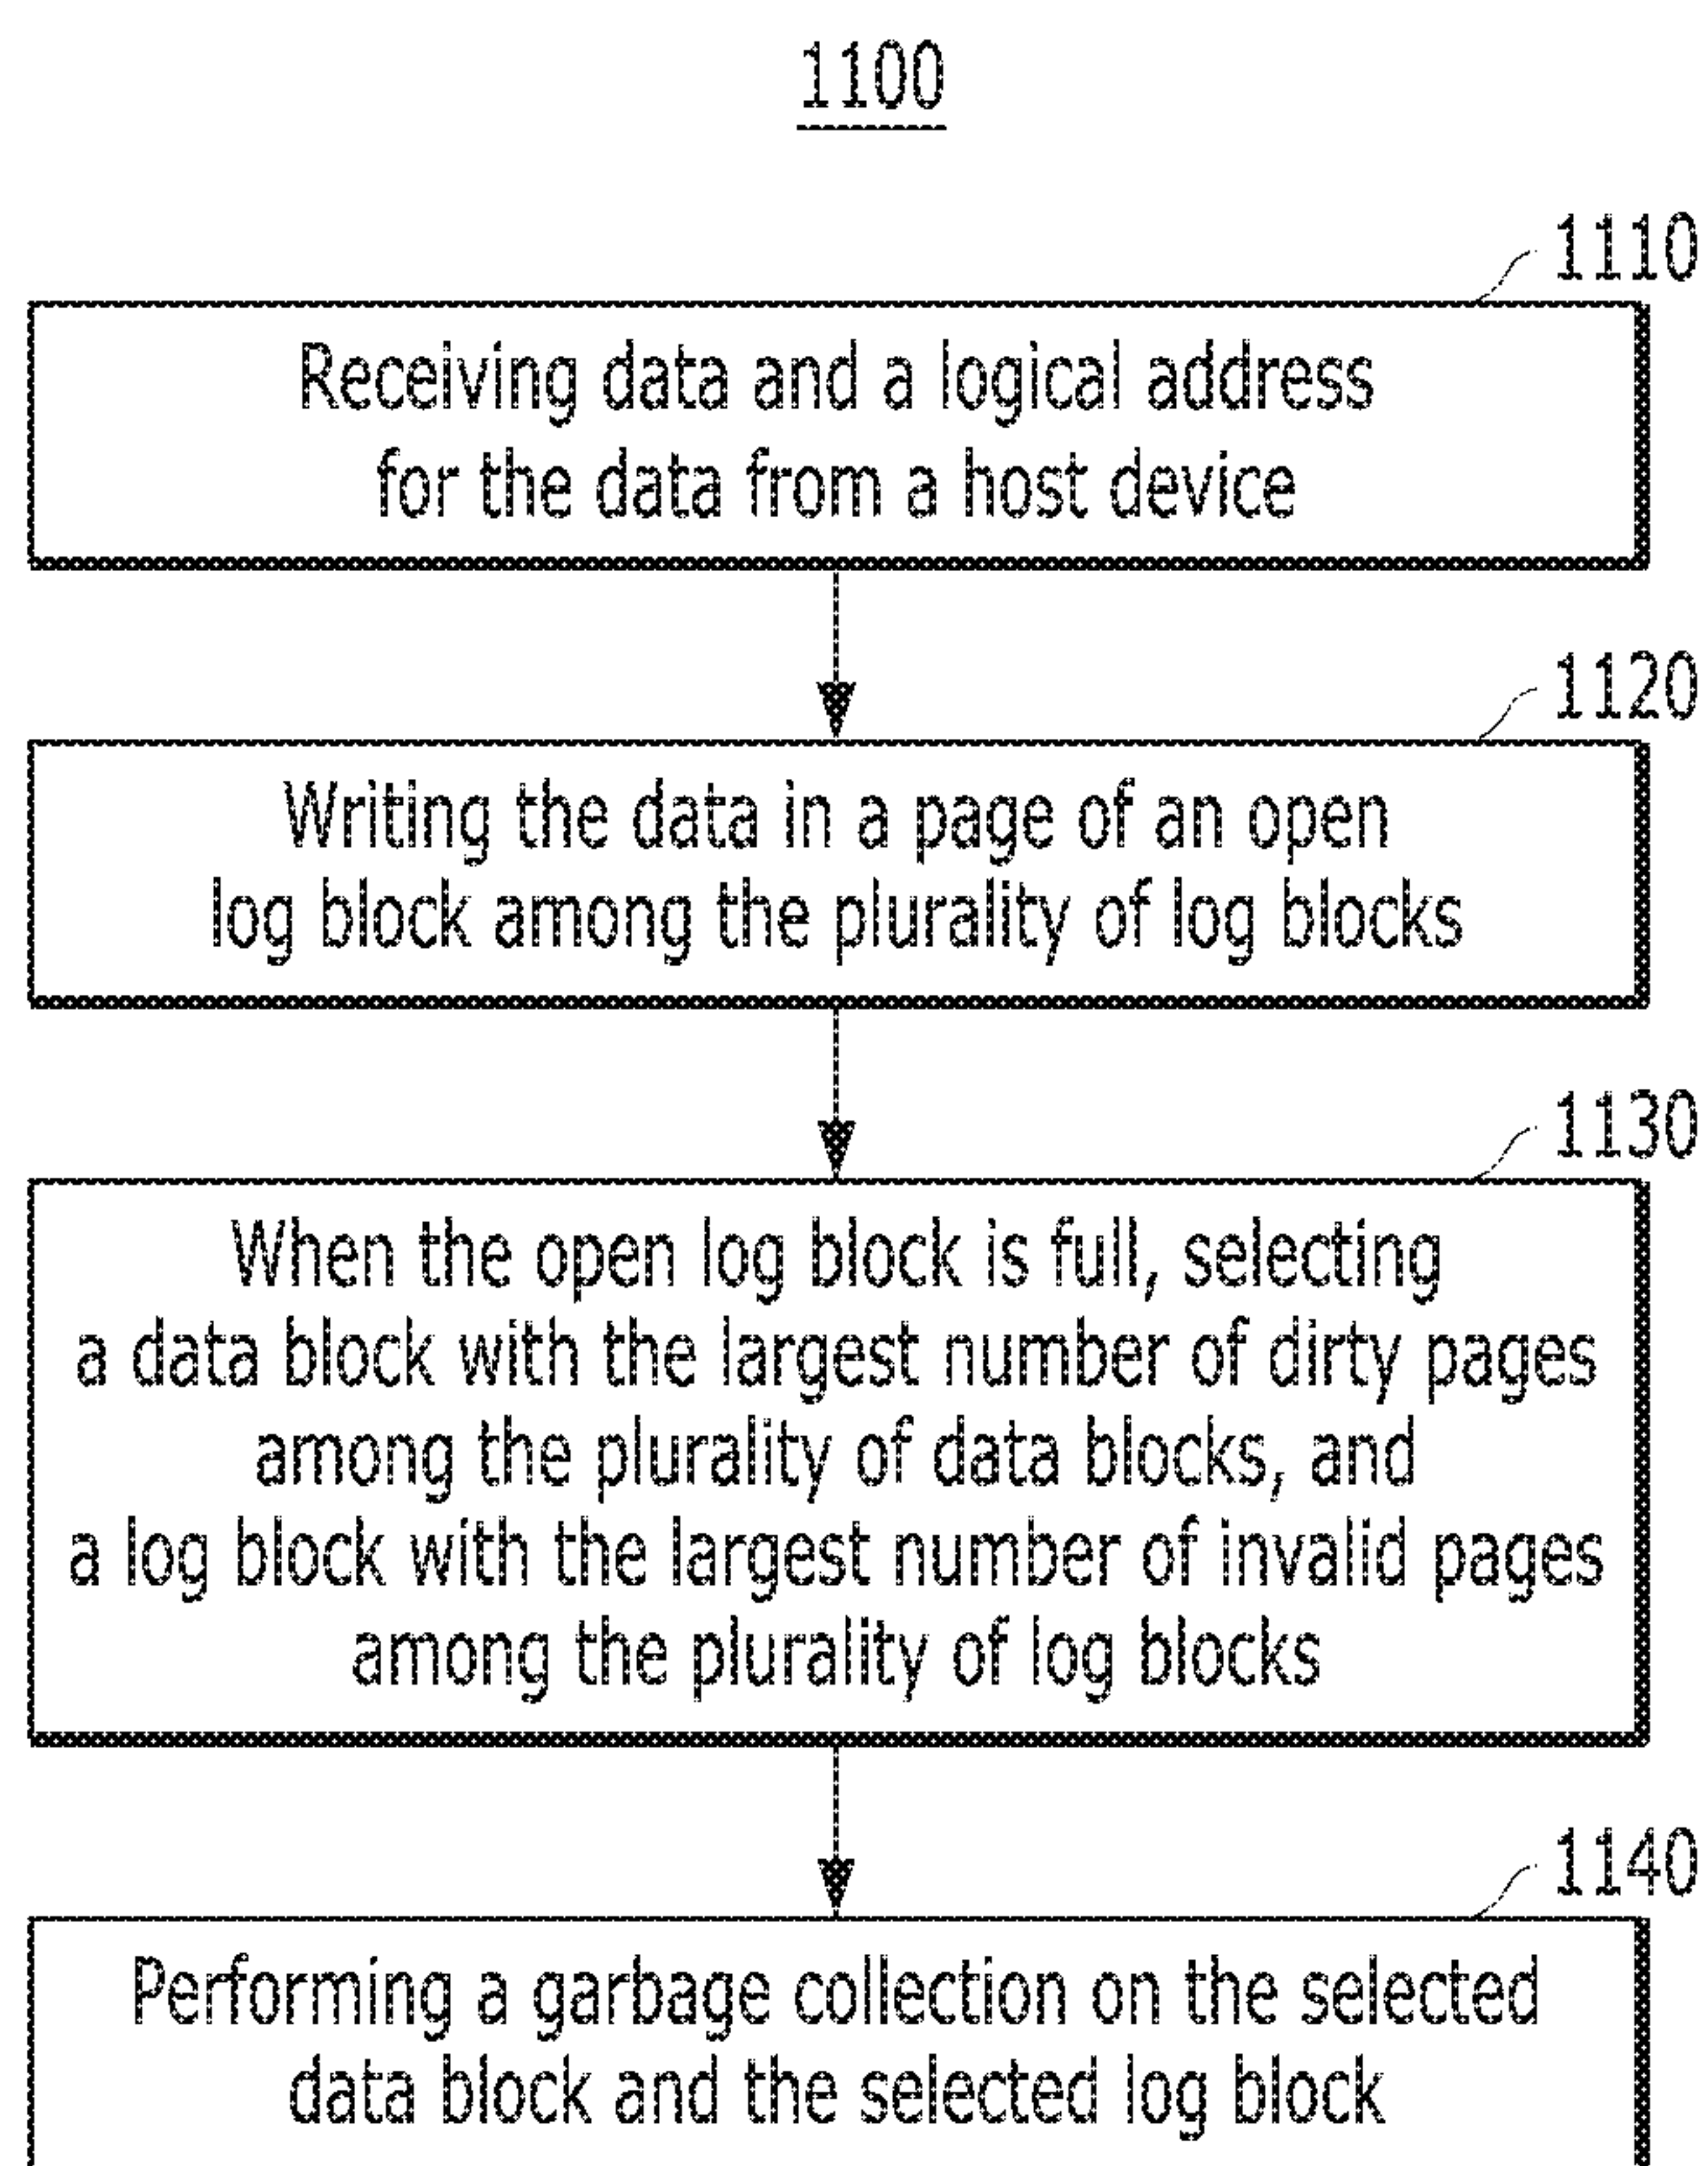 1100
1110
Receiving data and a logical address
for the data from a host device
1120
Writing the data in a page of an open
log block among the plurality of log blocks
1130
When the open log block is full, selecting
a data block with the largest number of dirty pages
among the plurality of data blocks, and
a log block with the largest number of invalid pages
among the plurality of log blocks
1140
Performing a garbage collection on the selected
data block and the selected log block